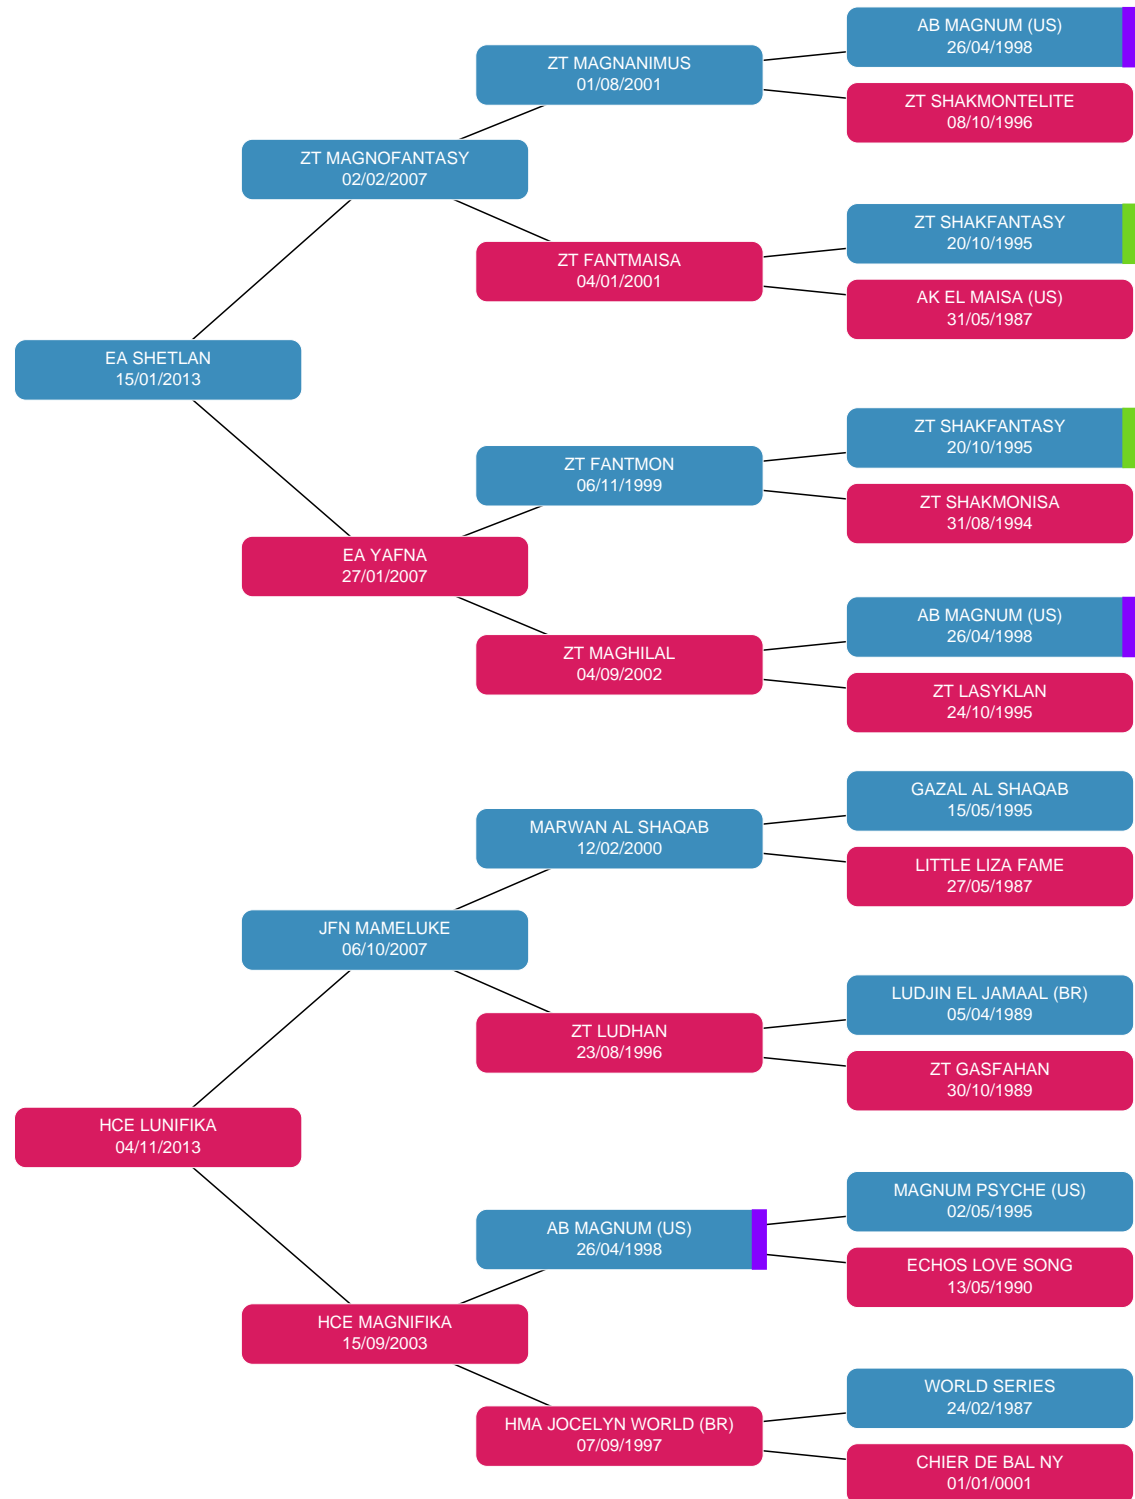 AB MAGNUM (US)
26/04/1998
ZT MAGNANIMUS
01/08/2001
ZT SHAKMONTELITE
08/10/1996
ZT MAGNOFANTASY
02/02/2007
ZT SHAKFANTASY
20/10/1995
ZT FANTMAISA
04/01/2001
AK EL MAISA (US)
31/05/1987
EA SHETLAN
15/01/2013
ZT SHAKFANTASY
20/10/1995
ZT FANTMON
06/11/1999
ZT SHAKMONISA
31/08/1994
EA YAFNA
27/01/2007
AB MAGNUM (US)
26/04/1998
ZT MAGHILAL
04/09/2002
ZT LASYKLAN
24/10/1995
GAZAL AL SHAQAB
15/05/1995
MARWAN AL SHAQAB
12/02/2000
LITTLE LIZA FAME
27/05/1987
JFN MAMELUKE
06/10/2007
LUDJIN EL JAMAAL (BR)
05/04/1989
ZT LUDHAN
23/08/1996
ZT GASFAHAN
30/10/1989
HCE LUNIFIKA
04/11/2013
MAGNUM PSYCHE (US)
02/05/1995
AB MAGNUM (US)
26/04/1998
ECHOS LOVE SONG
13/05/1990
HCE MAGNIFIKA
15/09/2003
WORLD SERIES
24/02/1987
HMA JOCELYN WORLD (BR)
07/09/1997
CHIER DE BAL NY
01/01/0001